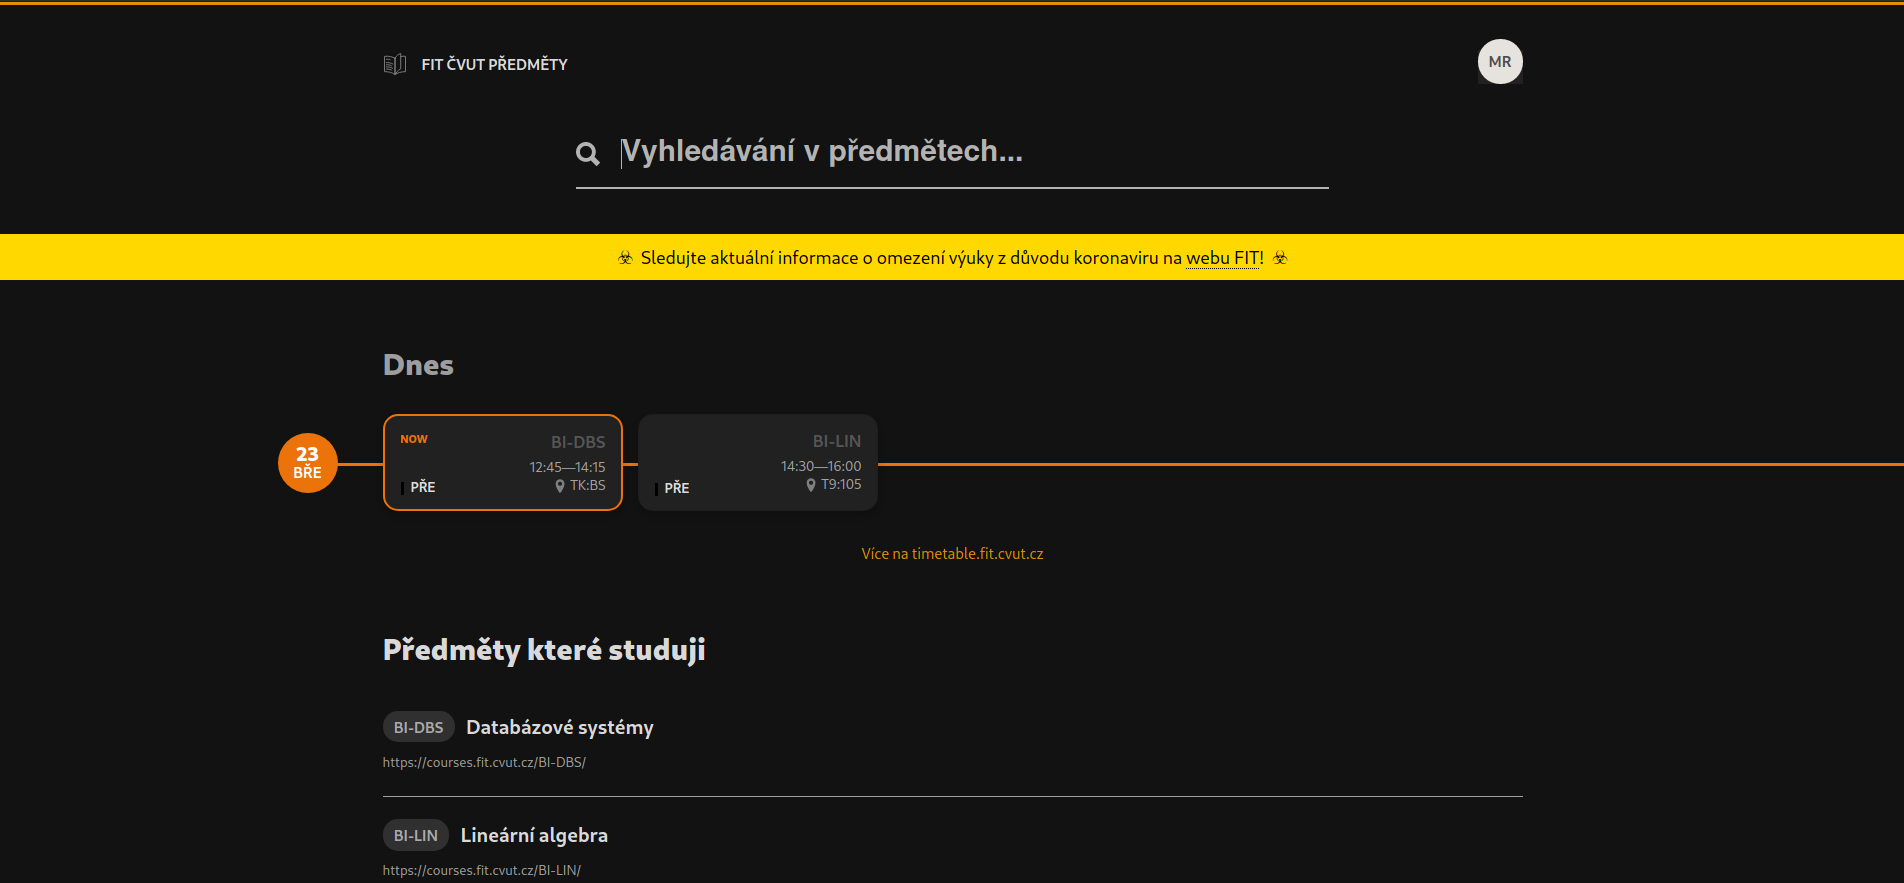 FIT ČVUT PŘEDMĚTY
MR
Vyhledávání v předmětech...
☣ Sledujte aktuální informace o omezení výuky z důvodu koronaviru na webu FIT! ☣
Dnes
23
BŘE
NOW
BI-DBS
12:45—14:15
TK:BS
PŘE
BI-LIN
14:30—16:00
T9:105
PŘE
Více na timetable.fit.cvut.cz
Předměty které studuji
BI-DBS Databázové systémy
https://courses.fit.cvut.cz/BI-DBS/
BI-LIN Lineární algebra
https://courses.fit.cvut.cz/BI-LIN/